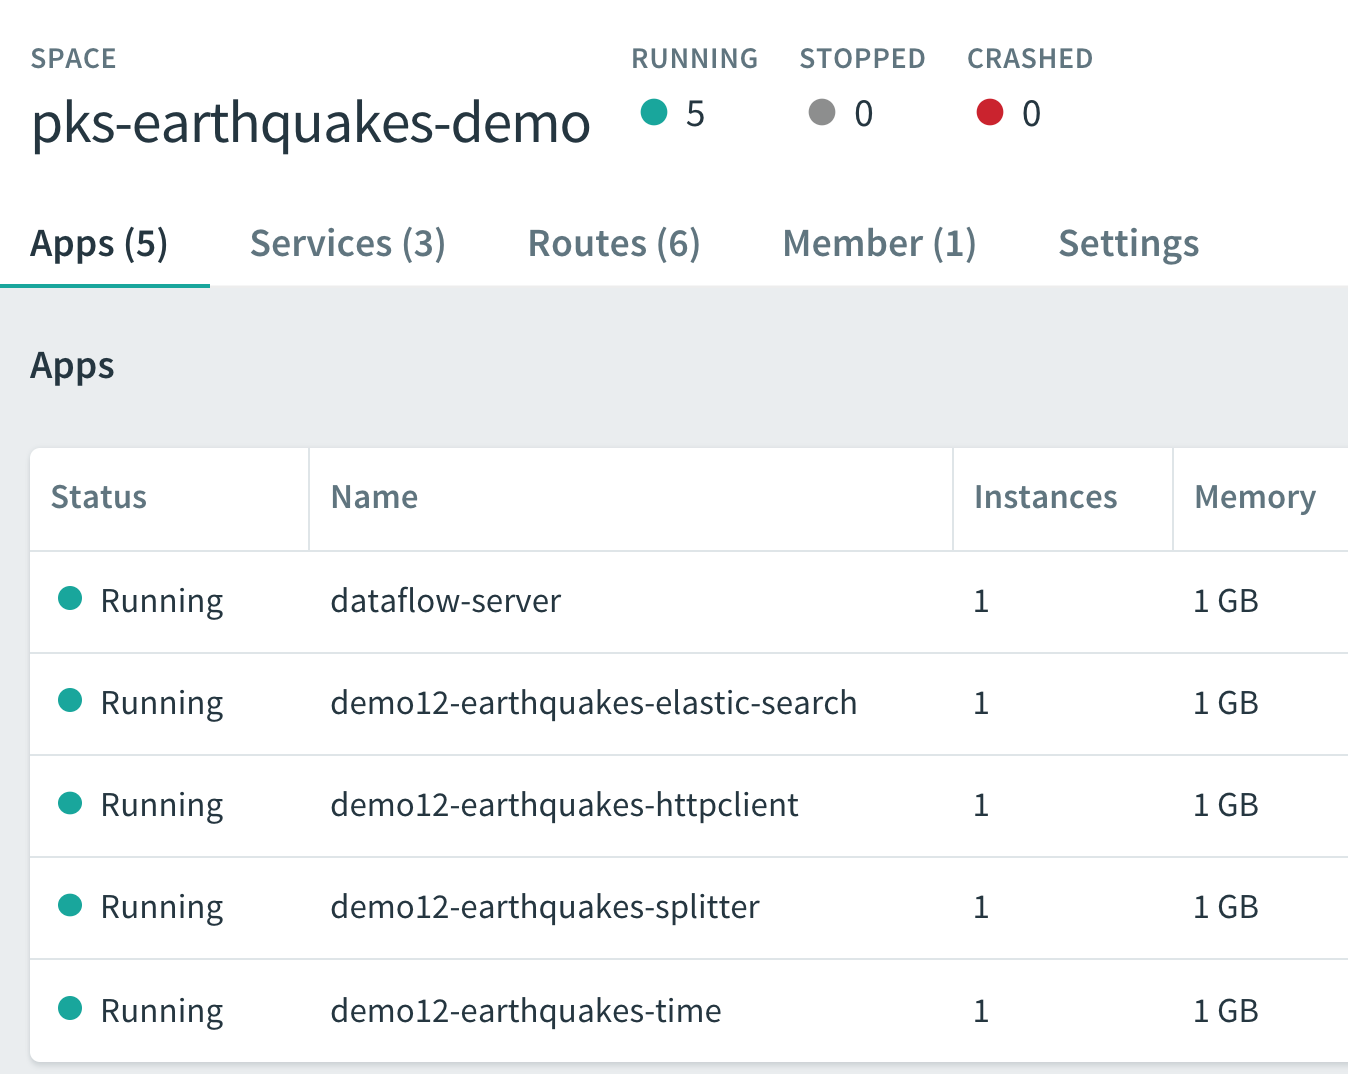 SPACE RUNNING STOPPED CRASHED
pks-earthquakes-demo 5 0 0
Apps (5) Services (3) Routes (6) Member (1) Settings
Apps
Status Name Instances Memory
Running dataflow-server 1 1 GB
Running demo12-earthquakes-elastic-search 1 1 GB
Running demo12-earthquakes-httpclient 1 1 GB
Running demo12-earthquakes-splitter 1 1 GB
Running demo12-earthquakes-time 1 1 GB